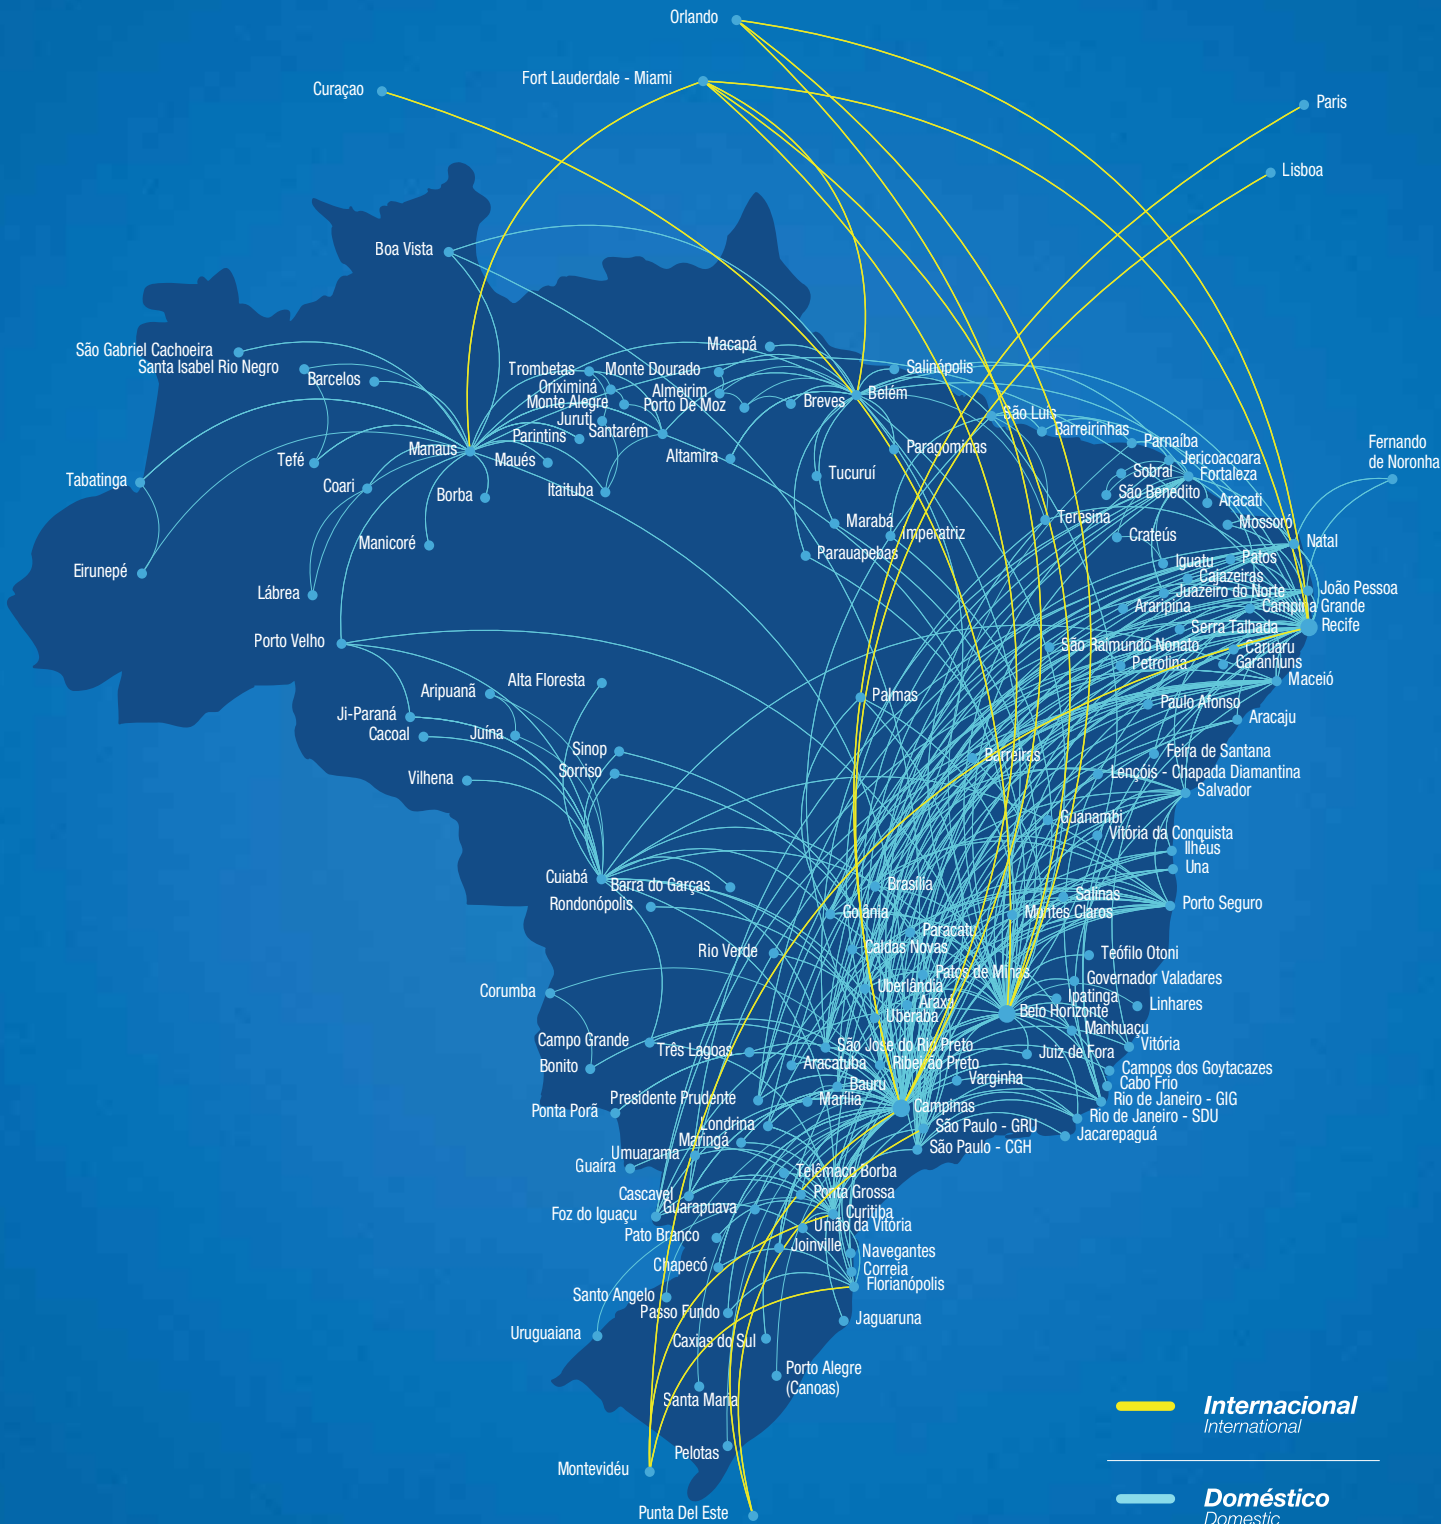 Orlando
Fort Lauderdale - Miami
Curaçao
Paris
Lisboa
Boa Vista
São Gabriel Cachoeira
Santa Isabel Rio Negro
Barcelos
Macapá
Trombetas
Monte Dourado
Salinópolis
Oriximiná
Almeirim
Belém
Monte Alegre
Porto De Moz
Breves
Juruti
São Luis
Santarém
Barreirinhas
Parintins
Parnaíba
Fernando
de Noronha
Manaus
Maués
Altamira
Paragominas
Jericoacoara
Tefé
Tucuruí
Sobral
Fortaleza
Tabatinga
Coari
Borba
Itaituba
São Benedito
Aracati
Marabá
Teresina
Mossoró
Imperatriz
Crateús
Natal
Manicoré
Parauapebas
Iguatu
Patos
Eirunepé
Cajazeiras
Lábrea
Juazeiro do Norte
João Pessoa
Araripina
Campina Grande
Serra Talhada
Recife
Porto Velho
São Raimundo Nonato
Caruaru
Petrolina
Garanhuns
Alta Floresta
Maceió
Aripuanã
Palmas
Paulo Afonso
Ji-Paraná
Aracaju
Cacoal
Juína
Sinop
Barreiras
Feira de Santana
Sorriso
Lençóis - Chapada Diamantina
Vilhena
Salvador
Guanambi
Vitória da Conquista
Ilhéus
Una
Cuiabá
Barra do Garças
Brasília
Salinas
Rondonópolis
Goiânia
Montes Claros
Porto Seguro
Paracatu
Rio Verde
Caldas Novas
Teófilo Otoni
Patos de Minas
Governador Valadares
Corumba
Uberlândia
Ipatinga
Araxa
Linhares
Uberaba
Belo Horizonte
Manhuaçu
Campo Grande
Três Lagoas
São Jose do Rio Preto
Juiz de Fora
Vitória
Bonito
Aracatuba
Ribeirão Preto
Campos dos Goytacazes
Bauru
Varginha
Cabo Frio
Presidente Prudente
Marília
Campinas
Rio de Janeiro - GIG
Ponta Porã
Rio de Janeiro - SDU
Londrina
São Paulo - GRU
Jacarepaguá
Maringá
São Paulo - CGH
Umuarama
Guaíra
Telêmaco Borba
Cascavel
Ponta Grossa
Foz do Iguaçu
Guarapuava
Curitiba
União da Vitória
Pato Branco
Joinville
Navegantes
Chapecó
Correia
Florianópolis
Santo Angelo
Passo Fundo
Jaguaruna
Uruguaiana
Caxias do Sul
Porto Alegre
(Canoas)
Santa Maria
Pelotas
Montevidéu
Punta Del Este
Internacional
International
Doméstico
Domestic